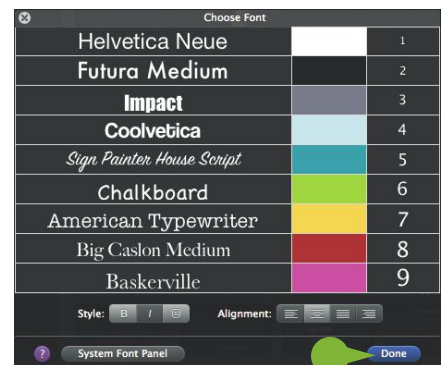 Choose Font
Helvetica Neue 1
Futura Medium 2
Impact 3
Coolvetica 4
Sign Painter House Script 5
Chalkboard 6
American Typewriter 7
Big Caslon Medium 8
Baskerville 9
Style: B I O Alignment:
? System Font Panel Done